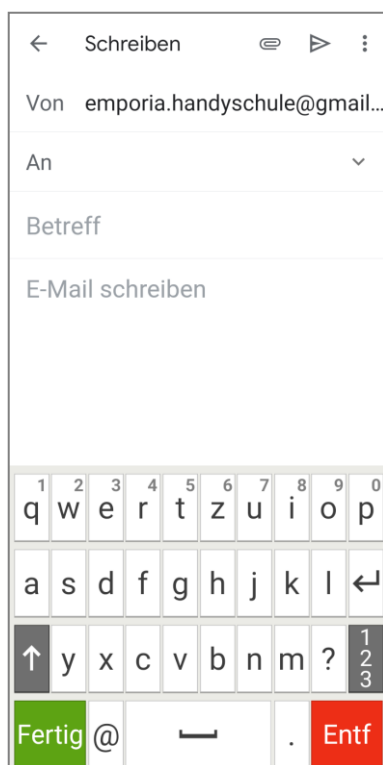 Schreiben
Von emporia.handyschule@gmail...
An
Betreff
E-Mail schreiben
1 2 3 4 5 6 7 8 9 0
q w e r t z u i o p
a s d f g h j k l
y x c v b n m ? 1 2 3
Fertig @ . Entf